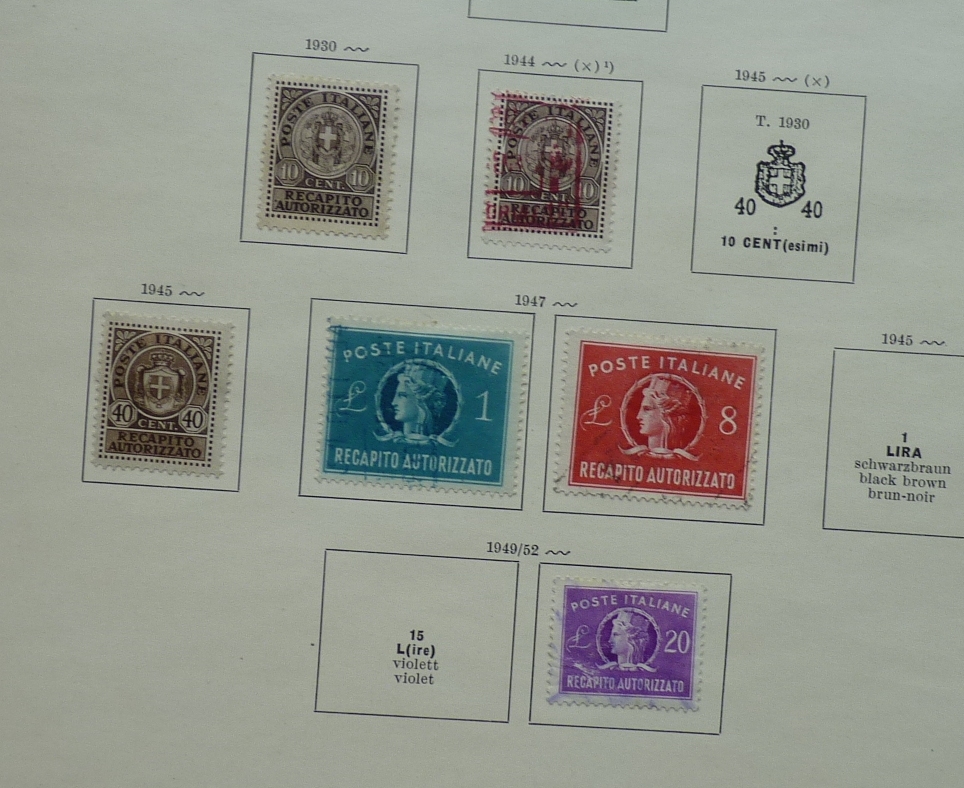 1930
POSTE ITALIANE
10 10
CENT.
RECAPITO
AUTORIZZATO
1944 (×) ¹)
POSTE ITALIANE
10 10
CENT.
RECAPITO
AUTORIZZATO
1945 (×)
T. 1930
40 40
:
10 CENT(esimi)
1945
POSTE ITALIANE
40 40
CENT.
RECAPITO
AUTORIZZATO
1947
POSTE ITALIANE
£ 1
RECAPITO AUTORIZZATO
POSTE ITALIANE
£ 8
RECAPITO AUTORIZZATO
1945
1
LIRA
schwarzbraun
black brown
brun-noir
1949/52
15
L(ire)
violett
violet
POSTE ITALIANE
£ 20
RECAPITO AUTORIZZATO